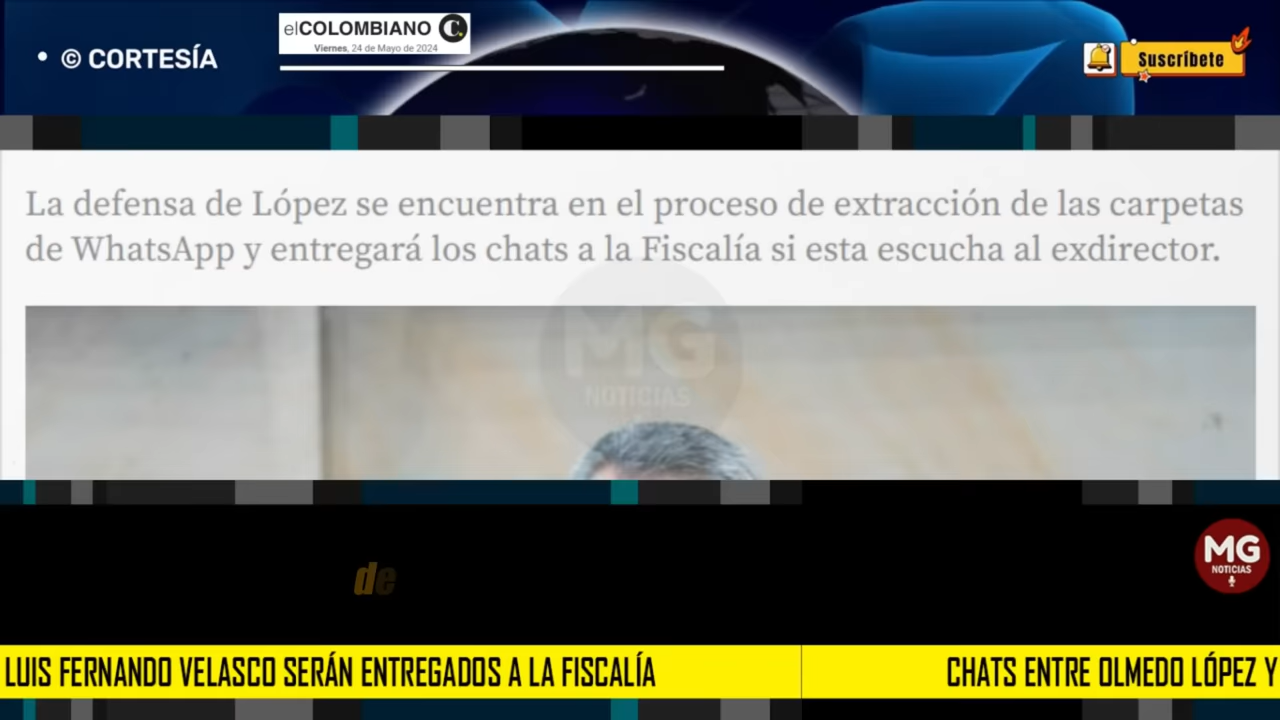 • © CORTESÍA
elCOLOMBIANO C
Viernes, 24 de Mayo de 2024
Suscríbete
La defensa de López se encuentra en el proceso de extracción de las carpetas
de WhatsApp y entregará los chats a la Fiscalía si esta escucha al exdirector.
MG
NOTICIAS
de
MG
NOTICIAS
LUIS FERNANDO VELASCO SERÁN ENTREGADOS A LA FISCALÍA
CHATS ENTRE OLMEDO LÓPEZ Y